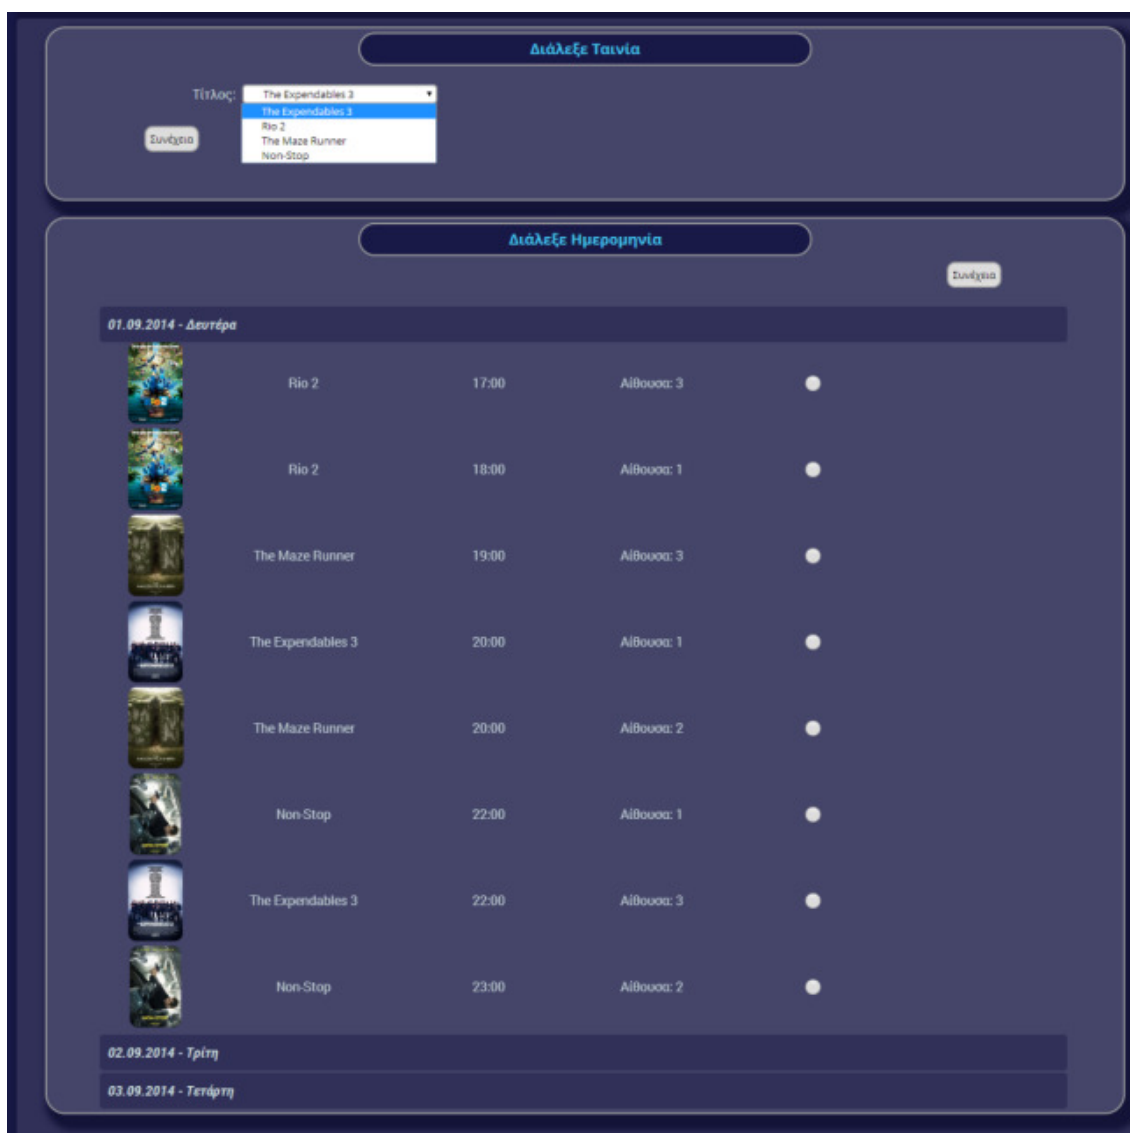 Διάλεξε Ταινία
Τίτλος: The Expendables 3
The Expendables 3
Rio 2
Συνέχεια
The Maze Runner
Non-Stop
Διάλεξε Ημερομηνία
Συνέχεια
01.09.2014 - Δευτέρα
Rio 2 17:00 Αίθουσα: 3
Rio 2 18:00 Αίθουσα: 1
The Maze Runner 19:00 Αίθουσα: 3
The Expendables 3 20:00 Αίθουσα: 1
The Maze Runner 20:00 Αίθουσα: 2
Non-Stop 22:00 Αίθουσα: 1
The Expendables 3 22:00 Αίθουσα: 3
Non-Stop 23:00 Αίθουσα: 2
02.09.2014 - Τρίτη
03.09.2014 - Τετάρτη